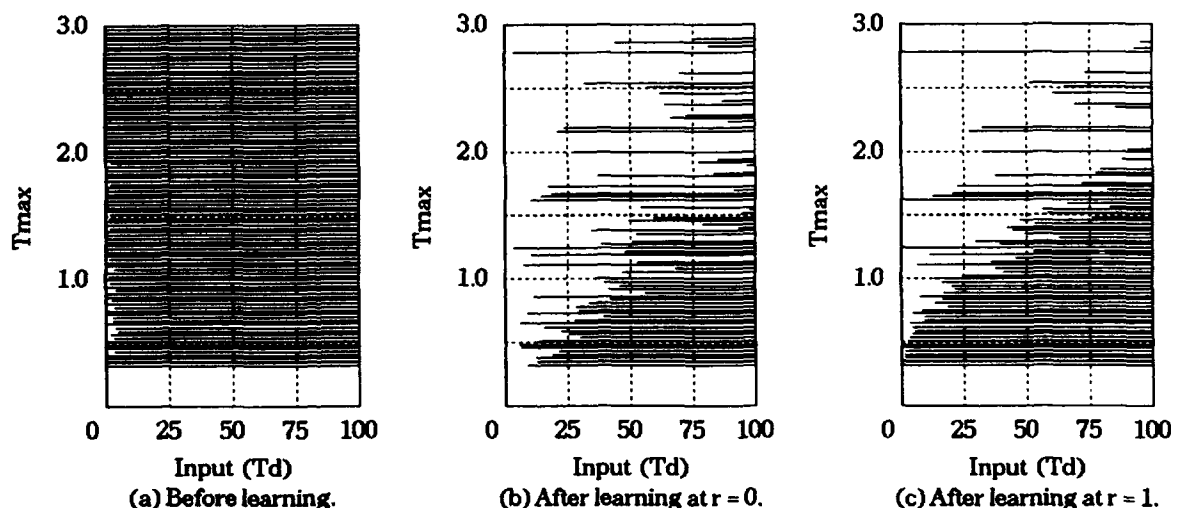 3.0
2.0
1.0
Tmax
0 25 50 75 100
Input (Td)
(a) Before learning.
3.0
2.0
1.0
Tmax
0 25 50 75 100
Input (Td)
(b) After learning at r = 0.
3.0
2.0
1.0
Tmax
0 25 50 75 100
Input (Td)
(c) After learning at r = 1.